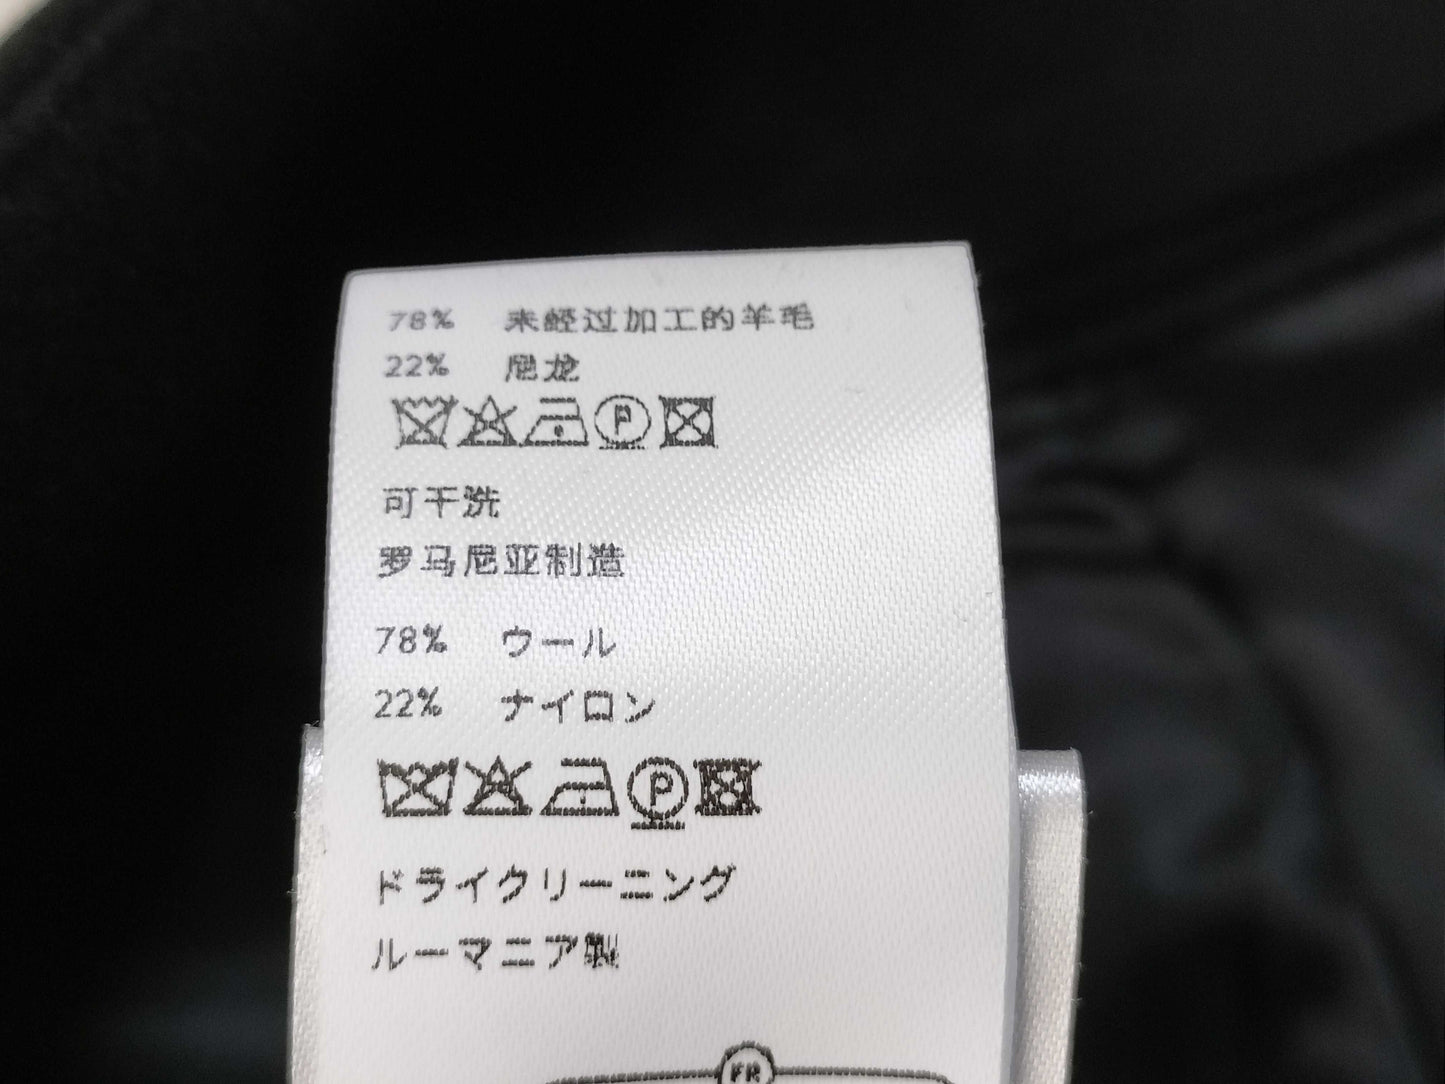 78% 未经过加工的羊毛
22% 尼龙
P
可干洗
罗马尼亚制造
78% ウール
22% ナイロン
P
ドライクリーニング
ルーマニア製
FR